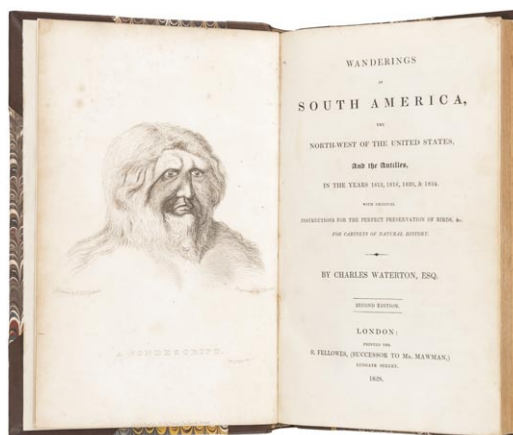 A NONDESCRIPT.
WANDERINGS
IN
SOUTH AMERICA,
THE
NORTH-WEST OF THE UNITED STATES,
And the Antilles,
IN THE YEARS 1812, 1816, 1820, & 1824.
WITH ORIGINAL
INSTRUCTIONS FOR THE PERFECT PRESERVATION OF BIRDS, &c.
FOR CABINETS OF NATURAL HISTORY.
BY CHARLES WATERTON, ESQ.
SECOND EDITION.
LONDON:
PRINTED FOR
B. FELLOWES, (SUCCESSOR TO Mr. MAWMAN,)
LUDGATE STREET.
1828.